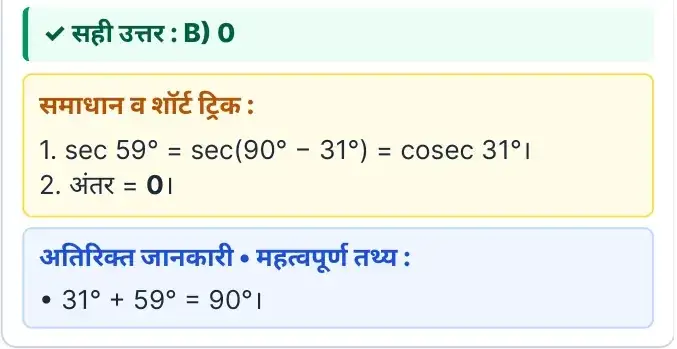 ✓ सही उत्तर : B) 0
समाधान व शॉर्ट ट्रिक :
1. sec 59° = sec(90° − 31°) = cosec 31°।
2. अंतर = 0।
अतिरिक्त जानकारी • महत्वपूर्ण तथ्य :
• 31° + 59° = 90°।